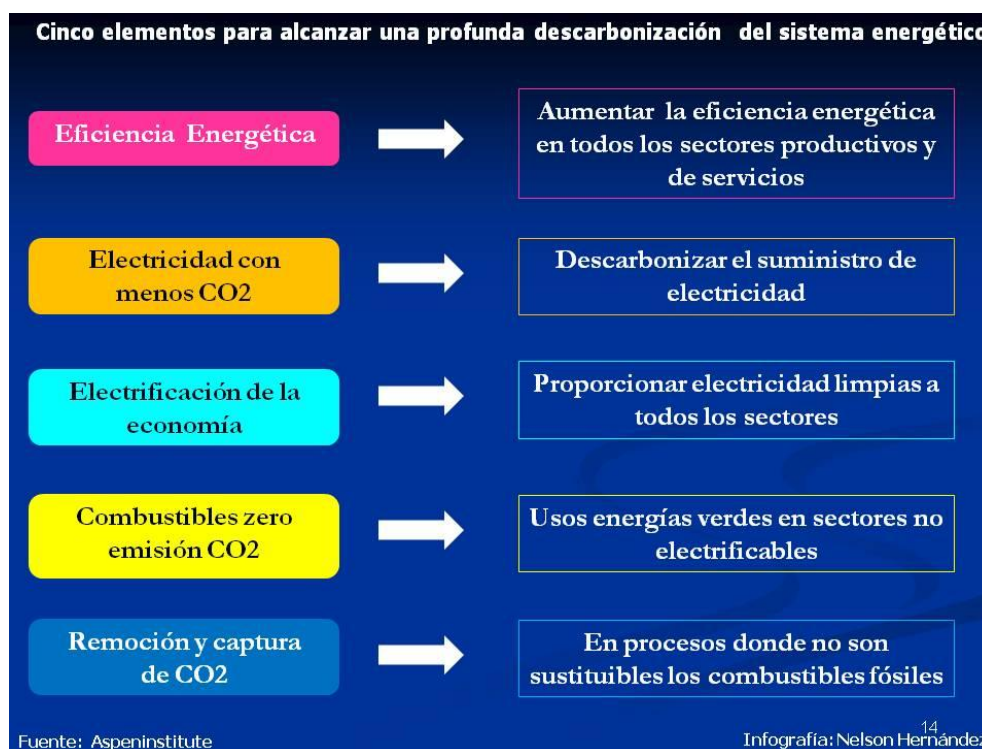 Cinco elementos para alcanzar una profunda descarbonización del sistema energético
Eficiencia Energética
Aumentar la eficiencia energética
en todos los sectores productivos y
de servicios
Electricidad con
menos CO2
Descarbonizar el suministro de
electricidad
Electrificación de la
economía
Proporcionar electricidad limpias a
todos los sectores
Combustibles zero
emisión CO2
Usos energías verdes en sectores no
electrificables
Remoción y captura
de CO2
En procesos donde no son
sustituibles los combustibles fósiles
14
Fuente: Aspeninstitute
Infografía: Nelson Hernández